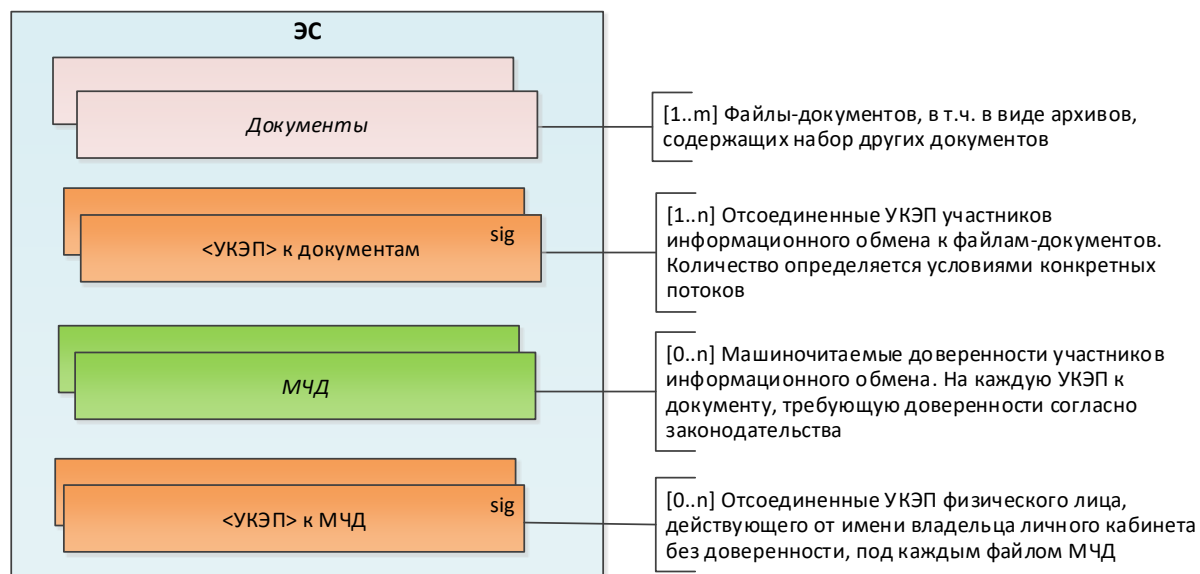 ЭС
Документы
[1..m] Файлы-документов, в т.ч. в виде архивов,
содержащих набор других документов
<УКЭП> к документам
sig
[1..n] Отсоединенные УКЭП участников
информационного обмена к файлам-документов.
Количество определяется условиями конкретных
потоков
МЧД
[0..n] Машиночитаемые доверенности участников
информационного обмена. На каждую УКЭП к
документу, требующую доверенности согласно
законодательства
<УКЭП> к МЧД
sig
[0..n] Отсоединенные УКЭП физического лица,
действующего от имени владельца личного кабинета
без доверенности, под каждым файлом МЧД